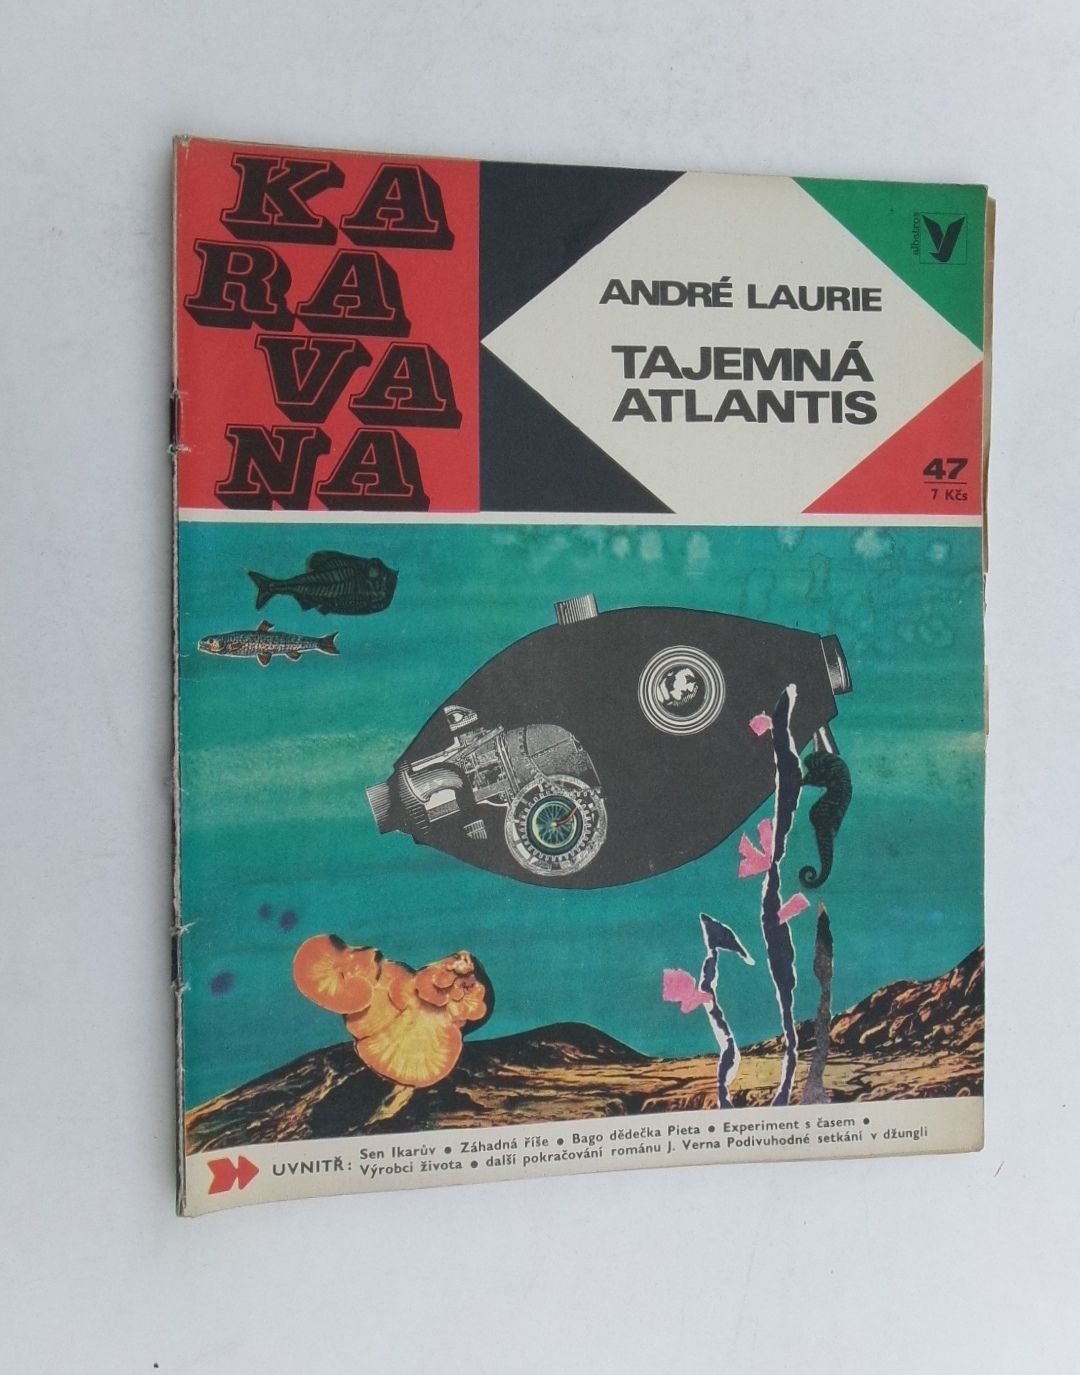 KA
RA
VA
NA
albatros
ANDRÉ LAURIE
TAJEMNÁ
ATLANTIS
47
7 Kčs
UVNITŘ:
Sen Ikarův • Záhadná říše • Bago dědečka Pieta • Experiment s časem •
Výrobci života • další pokračování románu J. Verna Podivuhodné setkání v džungli